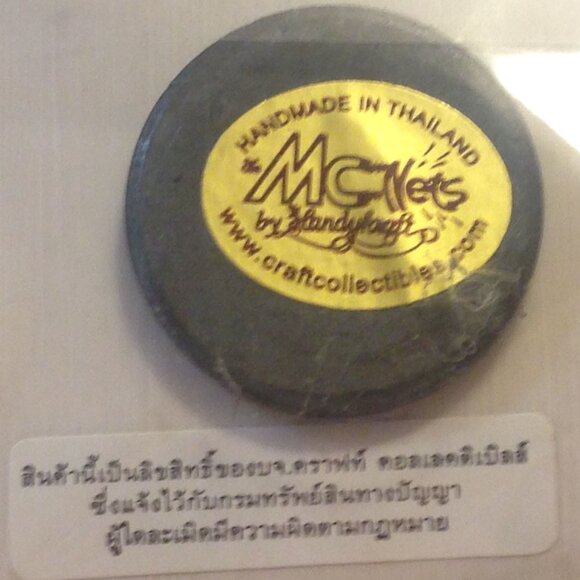 HANDMADE IN THAILAND
MC Nets
by Handykraft
www.craftcollectibles.com
สินค้านี้เป็นลิขสิทธิ์ของบจ.คราฟท์ คอลเลคติเบิลส์
ซึ่งแจ้งไว้กับกรมทรัพย์สินทางปัญญา
ผู้ใดละเมิดมีความผิดตามกฎหมาย